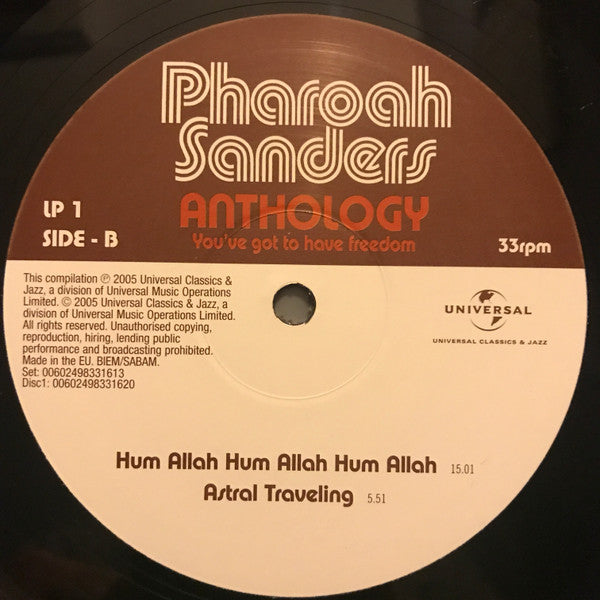 Pharoah
Sanders
ANTHOLOGY
You've got to have freedom
LP 1
SIDE - B
33rpm
This compilation ℗ 2005 Universal Classics &
Jazz, a division of Universal Music Operations
Limited. © 2005 Universal Classics & Jazz, a
division of Universal Music Operations Limited.
All rights reserved. Unauthorised copying,
reproduction, hiring, lending public
performance and broadcasting prohibited.
Made in the EU. BIEM/SABAM.
Set: 00602498331613
Disc1: 00602498331620
UNIVERSAL
UNIVERSAL CLASSICS & JAZZ
Hum Allah Hum Allah Hum Allah 15.01
Astral Traveling 5.51